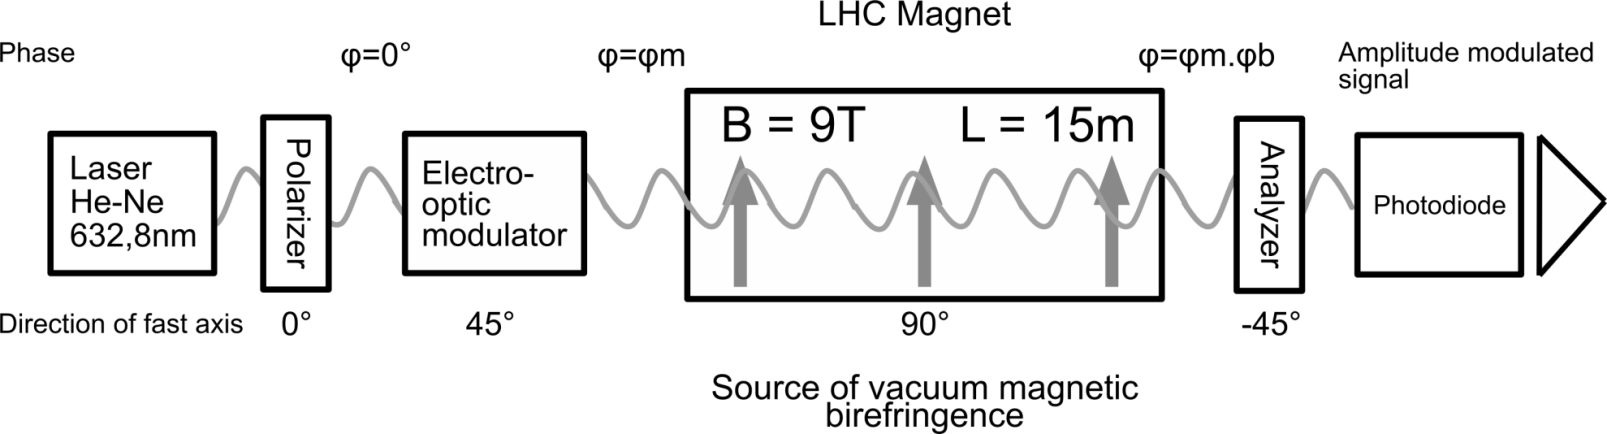 LHC Magnet
Phase
φ=0°
φ=φm
φ=φm.φb
Amplitude modulated
signal
Laser
He-Ne
632,8nm
Polarizer
Electro-
optic
modulator
B = 9T
L = 15m
Analyzer
Photodiode
Direction of fast axis
0°
45°
90°
-45°
Source of vacuum magnetic
birefringence